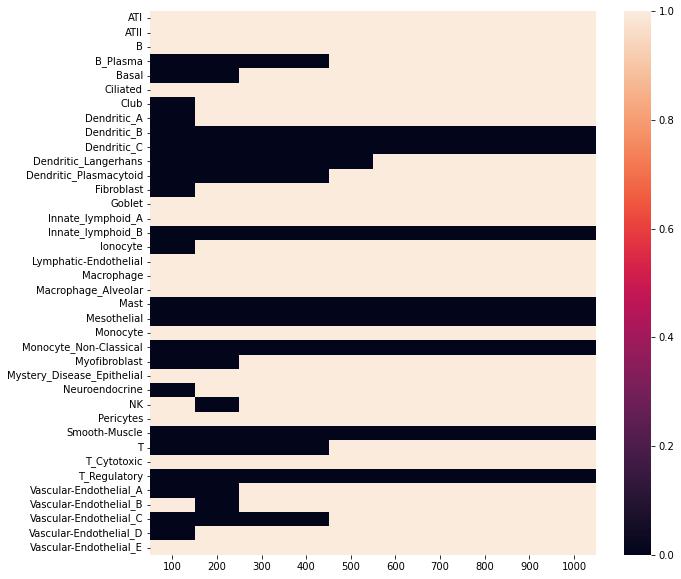 ATI
ATII
B
B_Plasma
Basal
Ciliated
Club
Dendritic_A
Dendritic_B
Dendritic_C
Dendritic_Langerhans
Dendritic_Plasmacytoid
Fibroblast
Goblet
Innate_lymphoid_A
Innate_lymphoid_B
Ionocyte
Lymphatic-Endothelial
Macrophage
Macrophage_Alveolar
Mast
Mesothelial
Monocyte
Monocyte_Non-Classical
Myofibroblast
Mystery_Disease_Epithelial
Neuroendocrine
NK
Pericytes
Smooth-Muscle
T
T_Cytotoxic
T_Regulatory
Vascular-Endothelial_A
Vascular-Endothelial_B
Vascular-Endothelial_C
Vascular-Endothelial_D
Vascular-Endothelial_E
100 200 300 400 500 600 700 800 900 1000
1.0
0.8
0.6
0.4
0.2
0.0